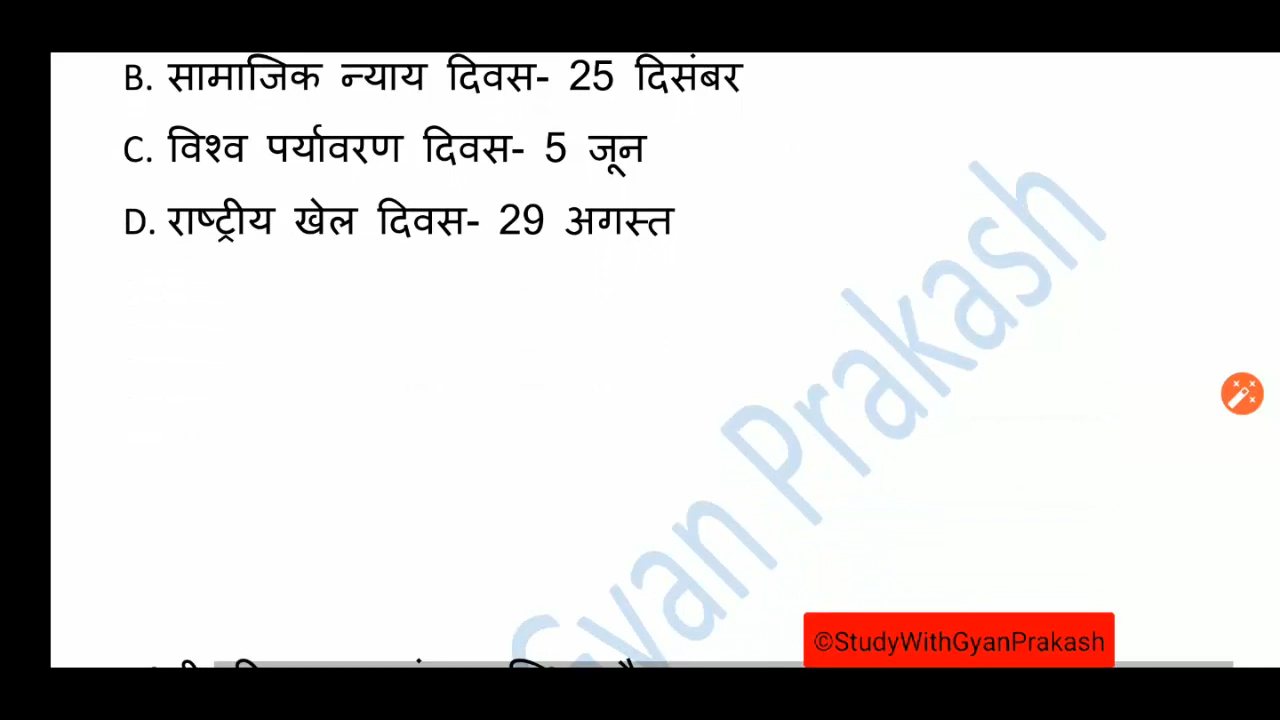 B. सामाजिक न्याय दिवस- 25 दिसंबर
C. विश्व पर्यावरण दिवस- 5 जून
D. राष्ट्रीय खेल दिवस- 29 अगस्त
Gyan Prakash
©StudyWithGyanPrakash